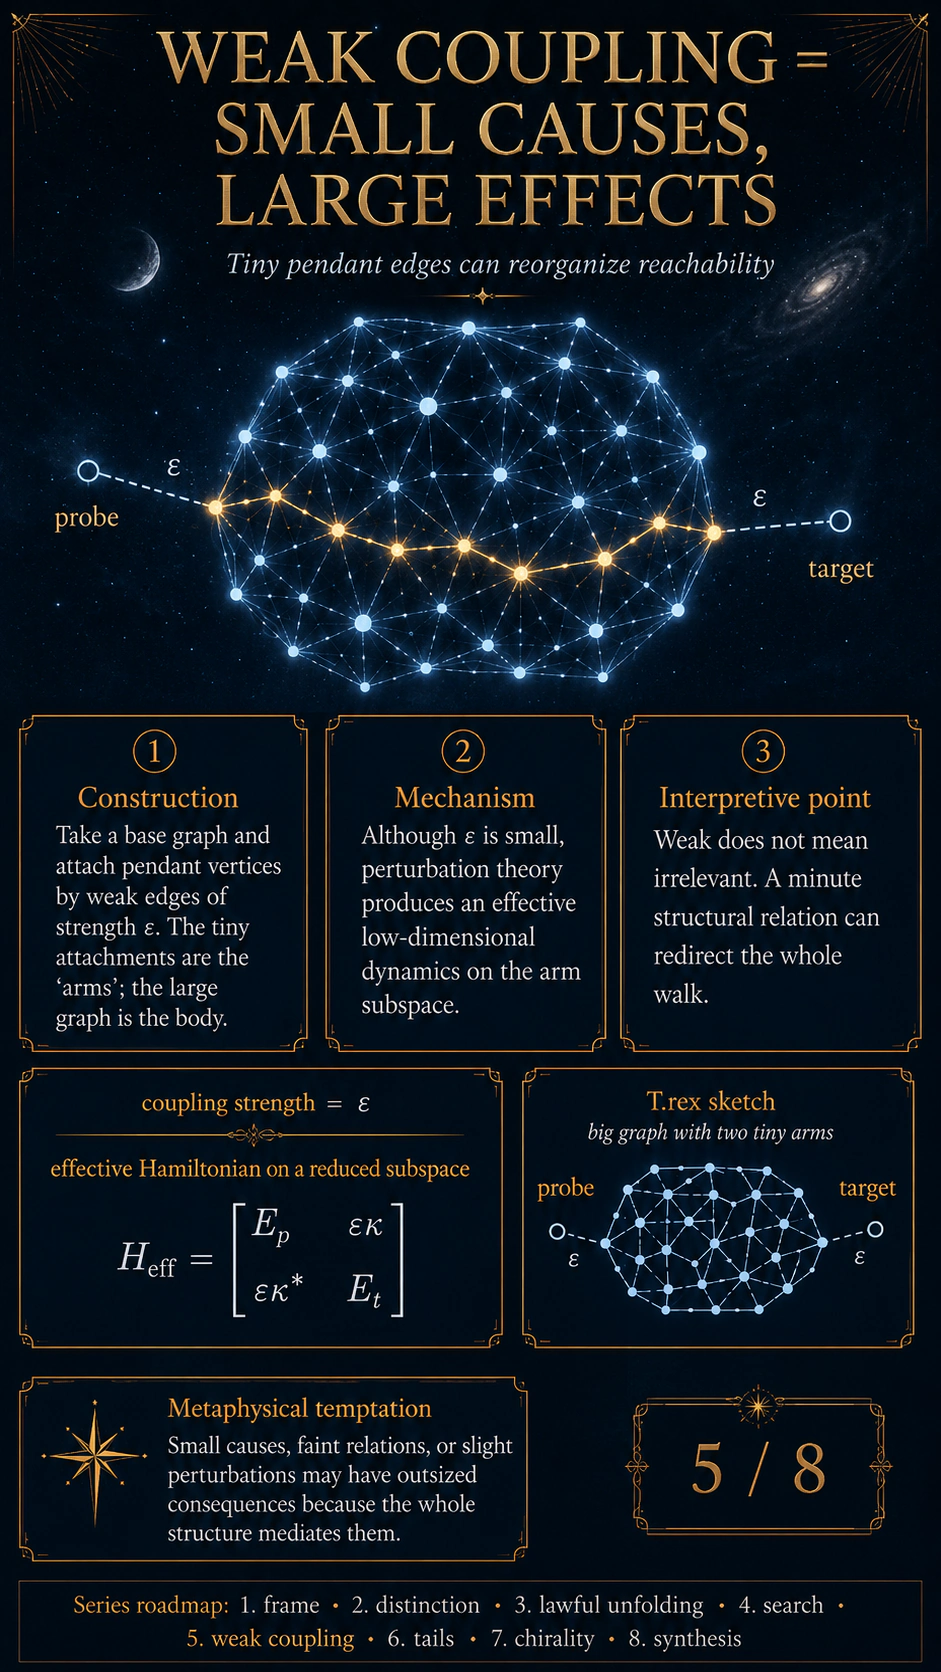 WEAK COUPLING =
SMALL CAUSES,
LARGE EFFECTS
Tiny pendant edges can reorganize reachability
ε
probe
ε
target
1
Construction
Take a base graph and
attach pendant vertices
by weak edges of
strength ε. The tiny
attachments are the
‘arms’; the large
graph is the body.
2
Mechanism
Although ε is small,
perturbation theory
produces an effective
low-dimensional
dynamics on the arm
subspace.
3
Interpretive point
Weak does not mean
irrelevant. A minute
structural relation can
redirect the whole
walk.
coupling strength = ε
effective Hamiltonian on a reduced subspace
H_eff = [ E_p εκ
εκ* E_t ]
T.rex sketch
big graph with two tiny arms
probe
target
ε
ε
Metaphysical temptation
Small causes, faint relations, or slight
perturbations may have outsized
consequences because the whole
structure mediates them.
5 / 8
Series roadmap: 1. frame • 2. distinction • 3. lawful unfolding • 4. search •
5. weak coupling • 6. tails • 7. chirality • 8. synthesis